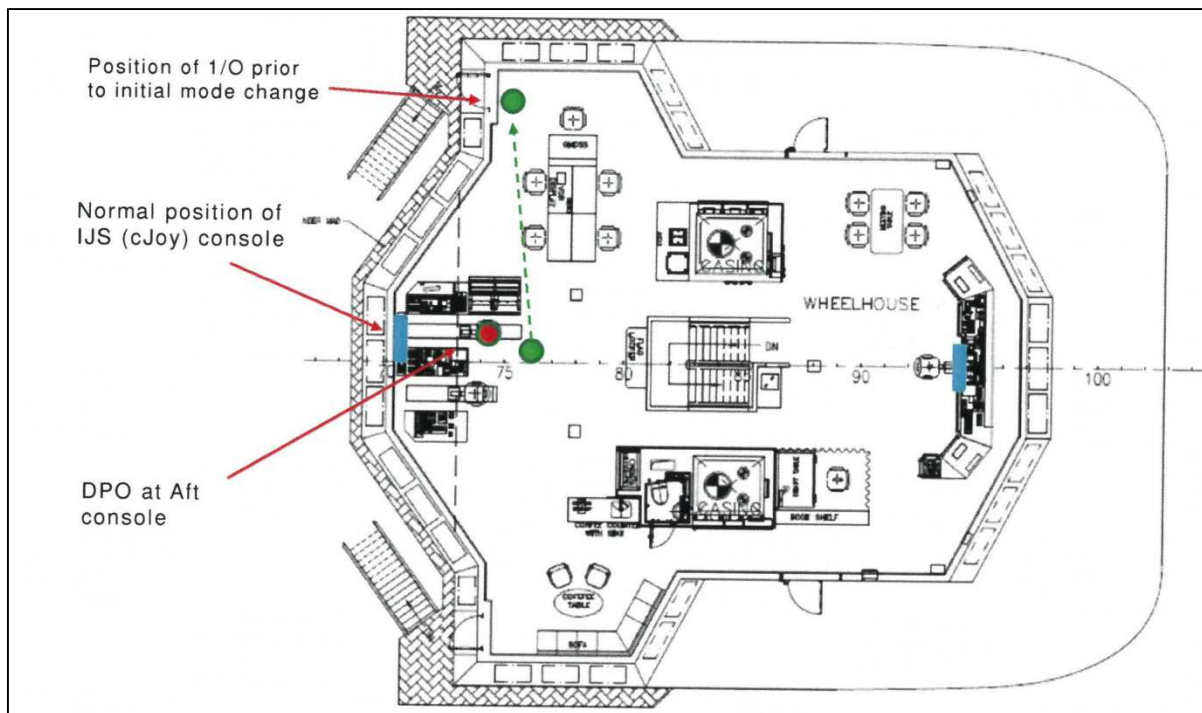 Position of 1/O prior
to initial mode change
GMDSS
Normal position of
IJS (cJoy) console
CASING
WHEELHOUSE
DN
70
75
80
90
100
DPO at Aft
console
CASING
BOOK SHELF
COFFEE COUNTER
WITH SINK
COFFEE
TABLE
SOFA